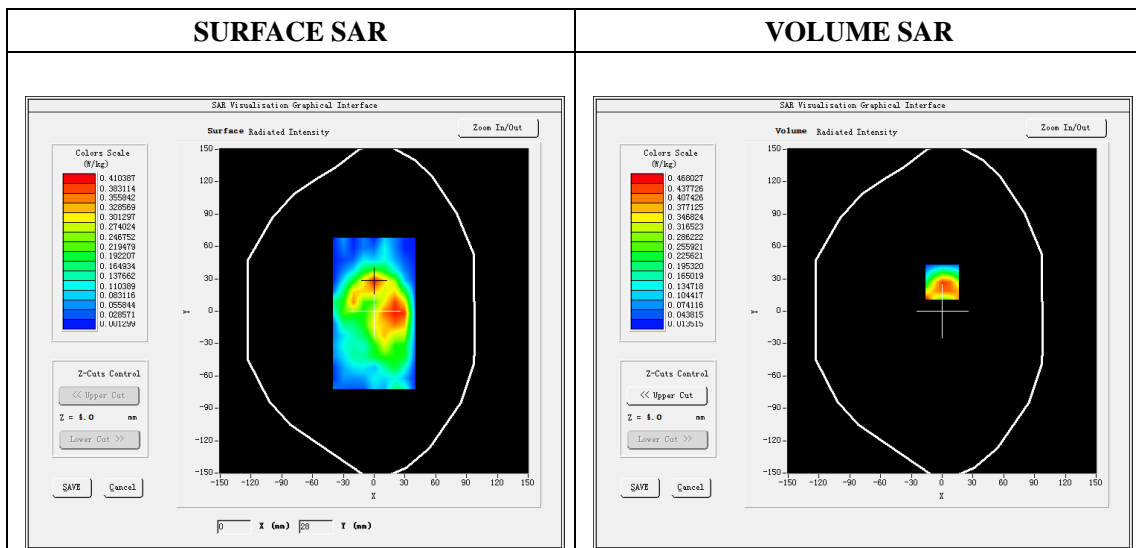 SURFACE SAR
VOLUME SAR
SAR Visualisation Graphical Interface
Surface Radiated Intensity
Zoom In/Out
Colors Scale
(W/kg)
0.410387
0.383114
0.355842
0.328569
0.301297
0.274024
0.246752
0.219479
0.192207
0.164934
0.137662
0.110389
0.083116
0.055844
0.028571
0.001299
150
120
90
60
30
0
-30
-60
-90
-120
-150
Y
-150 -120 -90 -60 -30 0 30 60 90 120 150
X
Z-Cuts Control
<< Upper Cut
Z = 4.0 mm
Lower Cut >>
SAVE
Cancel
0 X (mm) 28 Y (mm)
SAR Visualisation Graphical Interface
Volume Radiated Intensity
Zoom In/Out
Colors Scale
(W/kg)
0.468027
0.437726
0.407426
0.377125
0.346824
0.316523
0.286222
0.255921
0.225621
0.195320
0.165019
0.134718
0.104417
0.074116
0.043815
0.013515
150
120
90
60
30
0
-30
-60
-90
-120
-150
Y
-150 -120 -90 -60 -30 0 30 60 90 120 150
X
Z-Cuts Control
<< Upper Cut
Z = 4.0 mm
Lower Cut >>
SAVE
Cancel